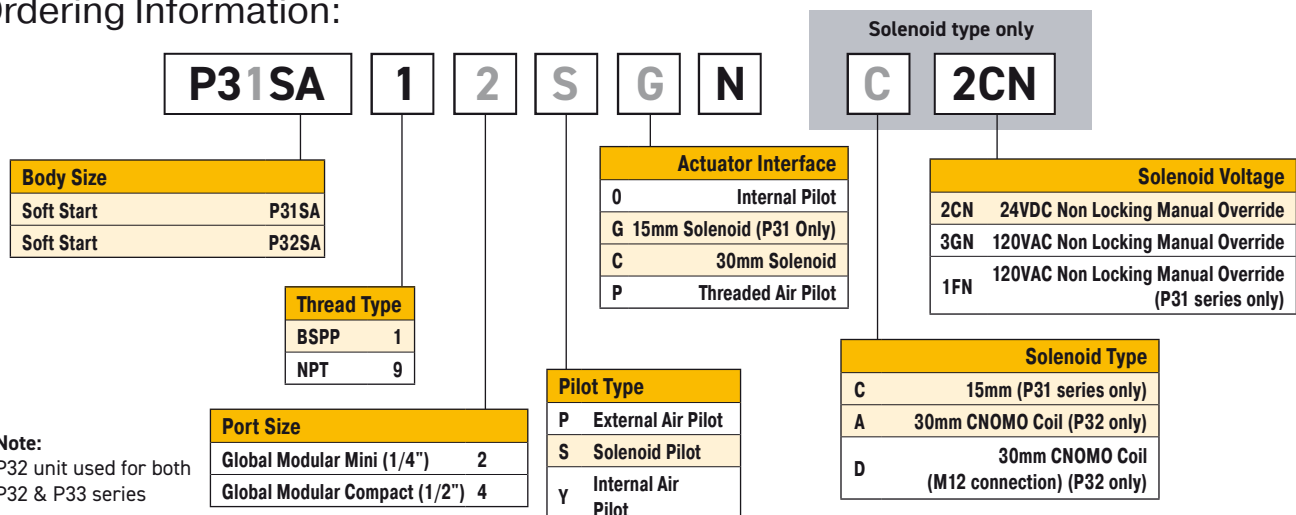 Ordering Information:
Solenoid type only
P31SA 1 2 S G N C 2CN
Body Size
Soft Start P31SA
Soft Start P32SA
Thread Type
BSPP 1
NPT 9
Port Size
Global Modular Mini (1/4") 2
Global Modular Compact (1/2") 4
Pilot Type
P External Air Pilot
S Solenoid Pilot
Y Internal Air
Pilot
Actuator Interface
0 Internal Pilot
G 15mm Solenoid (P31 Only)
C 30mm Solenoid
P Threaded Air Pilot
Solenoid Type
C 15mm (P31 series only)
A 30mm CNOMO Coil (P32 only)
D 30mm CNOMO Coil
(M12 connection) (P32 only)
Solenoid Voltage
2CN 24VDC Non Locking Manual Override
3GN 120VAC Non Locking Manual Override
1FN 120VAC Non Locking Manual Override
(P31 series only)
Note:
P32 unit used for both
P32 & P33 series